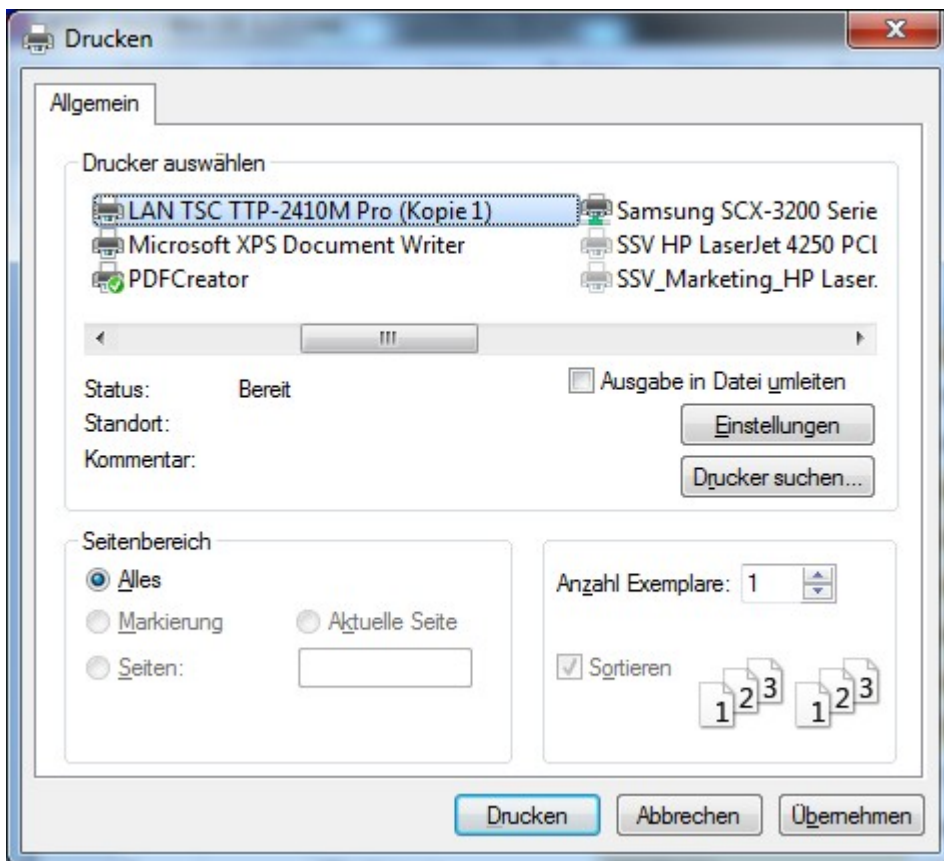 Drucken
Allgemein
Drucker auswählen
LAN TSC TTP-2410M Pro (Kopie 1)
Samsung SCX-3200 Serie
Microsoft XPS Document Writer
SSV HP LaserJet 4250 PCL
PDFCreator
SSV_Marketing_HP Laser.
Status: Bereit
Ausgabe in Datei umleiten
Standort:
Einstellungen
Kommentar:
Drucker suchen...
Seitenbereich
Alles
Anzahl Exemplare: 1
Markierung
Aktuelle Seite
Seiten:
Sortieren
1 2 3 1 2 3
Drucken Abbrechen Übernehmen